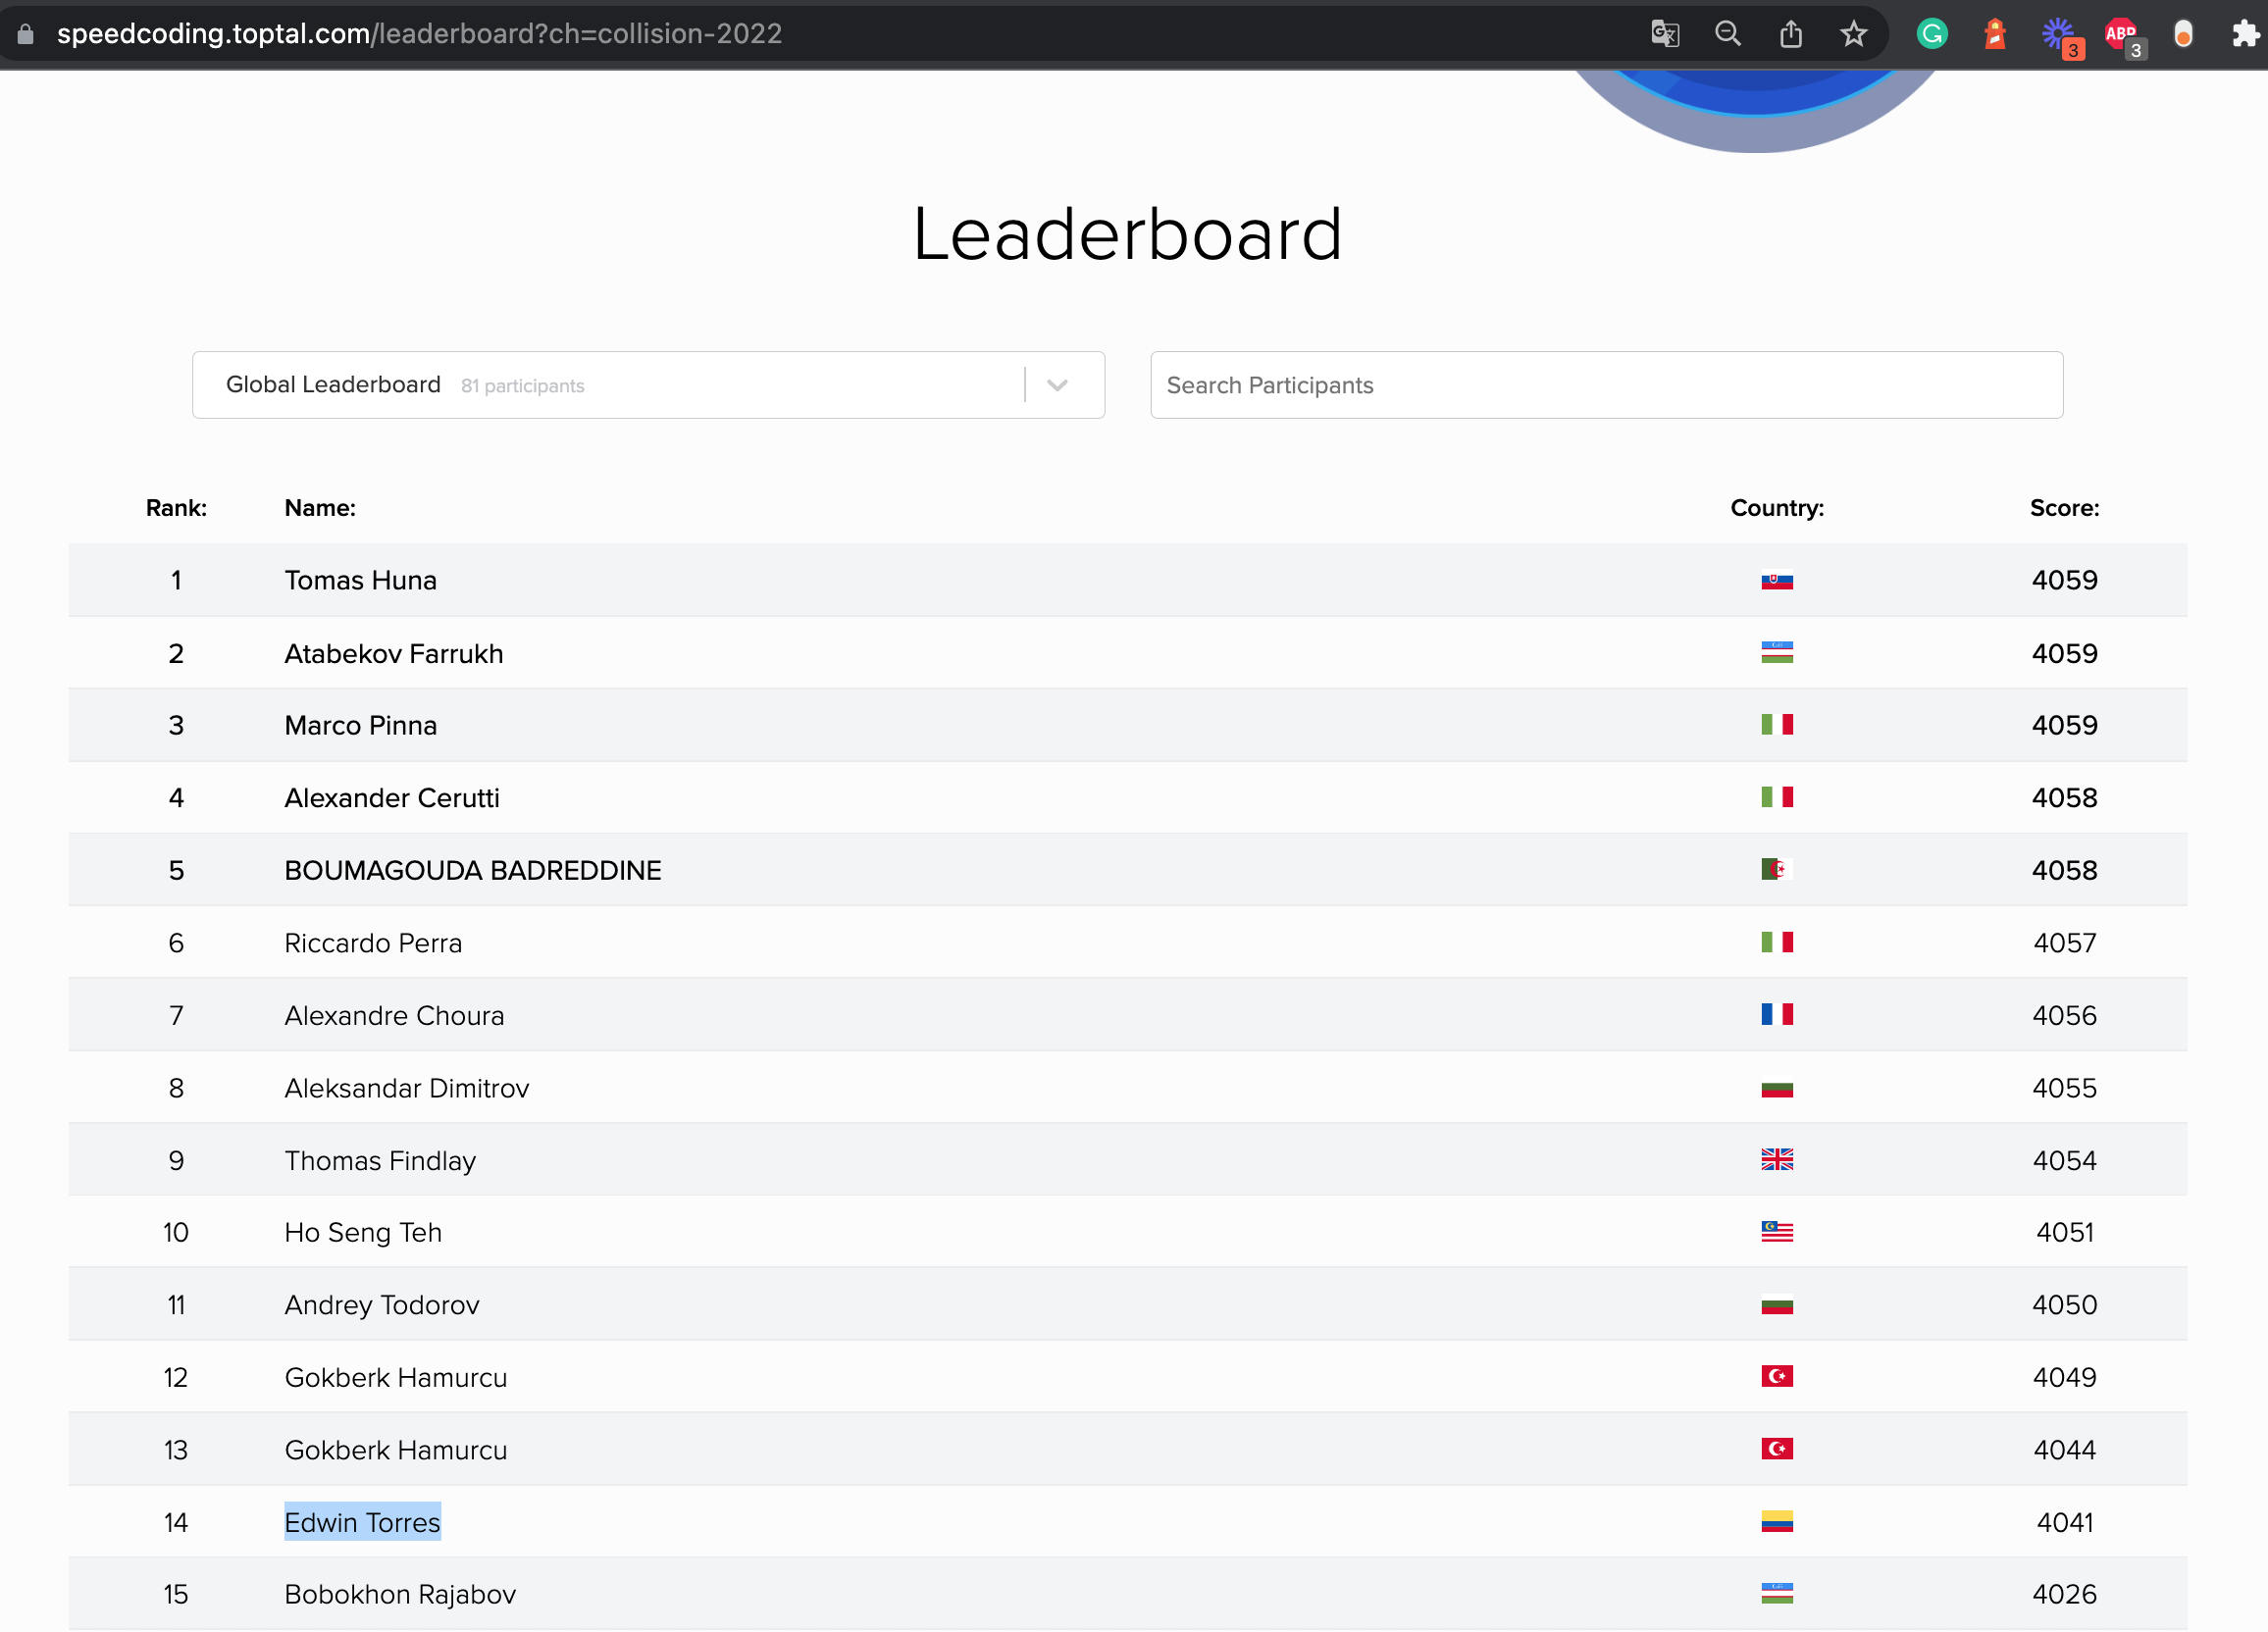 speedcoding.toptal.com/leaderboard?ch=collision-2022
3
ABP
3
Leaderboard
Global Leaderboard 81 participants
Search Participants
Rank: Name: Country: Score:
1 Tomas Huna 4059
2 Atabekov Farrukh 4059
3 Marco Pinna 4059
4 Alexander Cerutti 4058
5 BOUMAGOUDA BADREDDINE 4058
6 Riccardo Perra 4057
7 Alexandre Choura 4056
8 Aleksandar Dimitrov 4055
9 Thomas Findlay 4054
10 Ho Seng Teh 4051
11 Andrey Todorov 4050
12 Gokberk Hamurcu 4049
13 Gokberk Hamurcu 4044
14 Edwin Torres 4041
15 Bobokhon Rajabov 4026